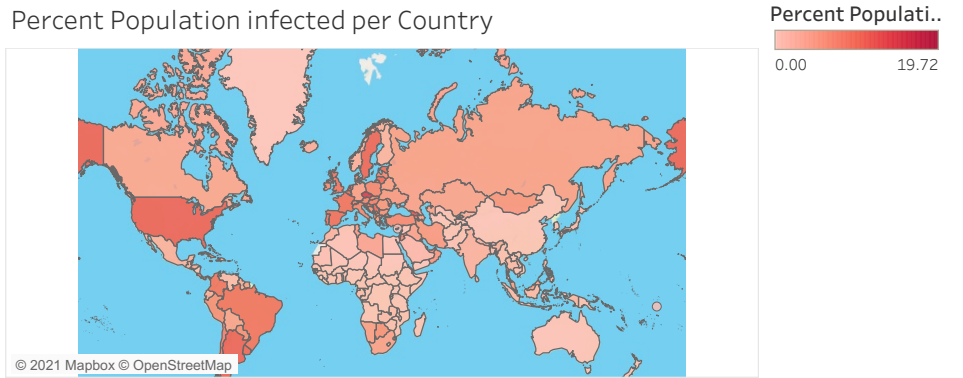 Percent Population infected per Country
Percent Populati..
0.00 19.72
© 2021 Mapbox © OpenStreetMap